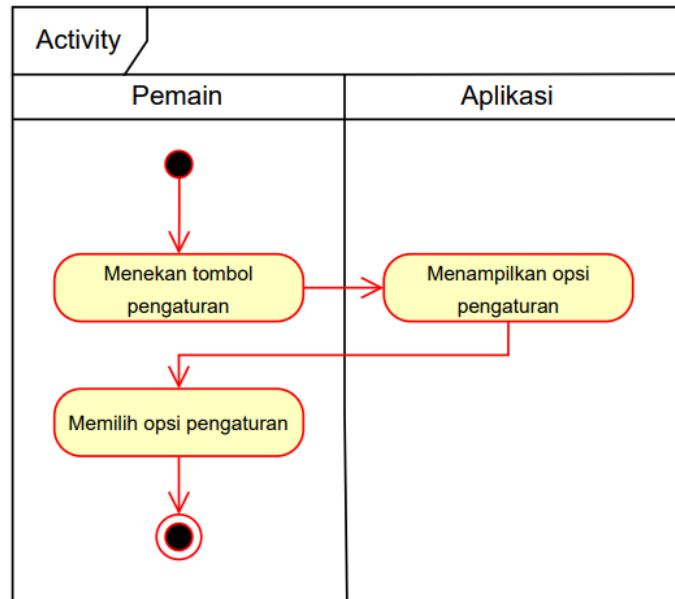 Activity
Pemain
Aplikasi
Menekan tombol
pengaturan
Menampilkan opsi
pengaturan
Memilih opsi pengaturan